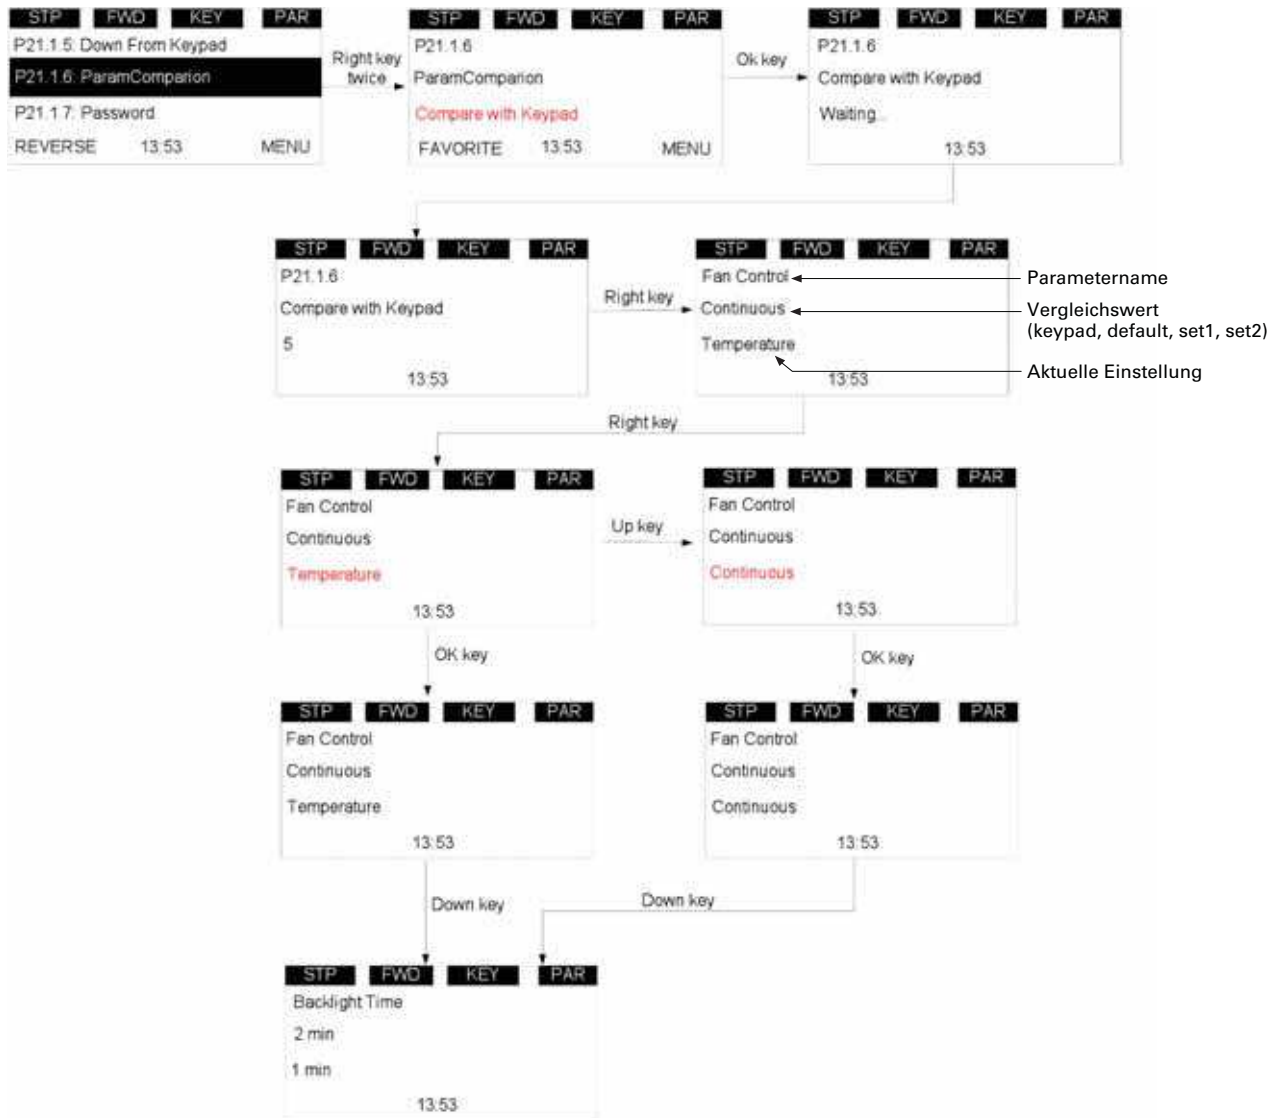 STP FWD KEY PAR
P21.1.5: Down From Keypad
P21.1.6: ParamComparion
P21.1 7: Password
REVERSE 13:53 MENU
Right key
twice
STP FWD KEY PAR
P21.1.6
ParamComparion
Compare with Keypad
FAVORITE 13:53 MENU
Ok key
STP FWD KEY PAR
P21.1.6
Compare with Keypad
Waiting...
13:53
STP FWD KEY PAR
P21.1.6
Compare with Keypad
5
13:53
Right key
STP FWD KEY PAR
Fan Control
Continuous
Temperature
13:53
Parametername
Vergleichswert
(keypad, default, set1, set2)
Aktuelle Einstellung
Right key
STP FWD KEY PAR
Fan Control
Continuous
Temperature
13:53
Up key
STP FWD KEY PAR
Fan Control
Continuous
Continuous
13:53
OK key
OK key
STP FWD KEY PAR
Fan Control
Continuous
Temperature
13:53
STP FWD KEY PAR
Fan Control
Continuous
Continuous
13:53
Down key
Down key
STP FWD KEY PAR
Backlight Time
2 min
1 min
13:53